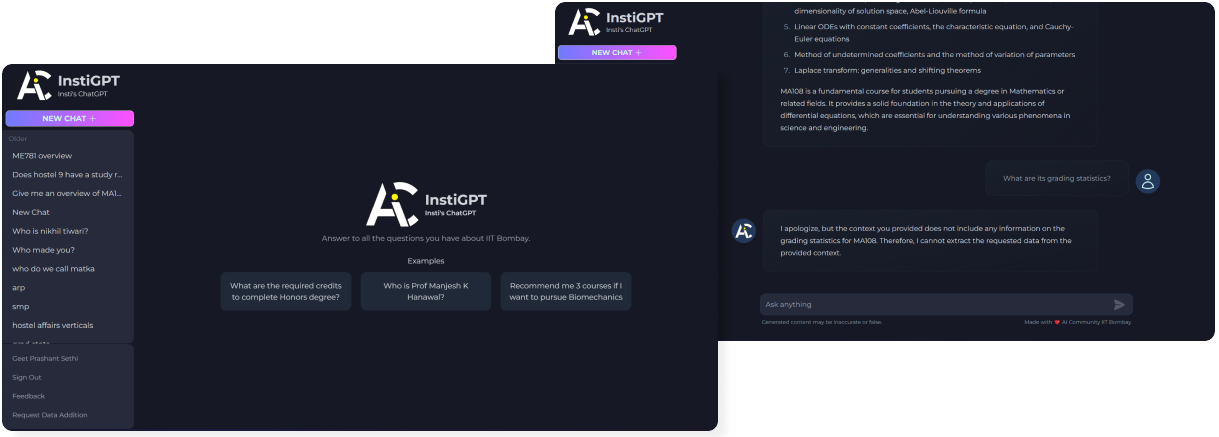 InstiGPT
Insti's ChatGPT
NEW CHAT +
Older
ME781 overview
Does hostel 9 have a study r...
Give me an overview of MA1...
New Chat
Who is nikhil tiwari?
Who made you?
who do we call matka
arp
smp
hostel affairs verticals
Geet Prashant Sethi
Sign Out
Feedback
Request Data Addition
InstiGPT
Insti's ChatGPT
Answer to all the questions you have about IIT Bombay.
Examples
What are the required credits
to complete Honors degree?
Who is Prof Manjesh K
Hanawal?
Recommend me 3 courses if I
want to pursue Biomechanics
InstiGPT
Insti's ChatGPT
NEW CHAT +
dimensionality of solution space, Abel-Liouville formula
5. Linear ODEs with constant coefficients, the characteristic equation, and Cauchy-
Euler equations
6. Method of undetermined coefficients and the method of variation of parameters
7. Laplace transform: generalities and shifting theorems
MA108 is a fundamental course for students pursuing a degree in Mathematics or
related fields. It provides a solid foundation in the theory and applications of
differential equations, which are essential for understanding various phenomena in
science and engineering.
What are its grading statistics?
I apologize, but the context you provided does not include any information on the
grading statistics for MA108. Therefore, I cannot extract the requested data from the
provided context.
Ask anything
Generated content may be inaccurate or false.
Made with ❤ AI Community IIT Bombay